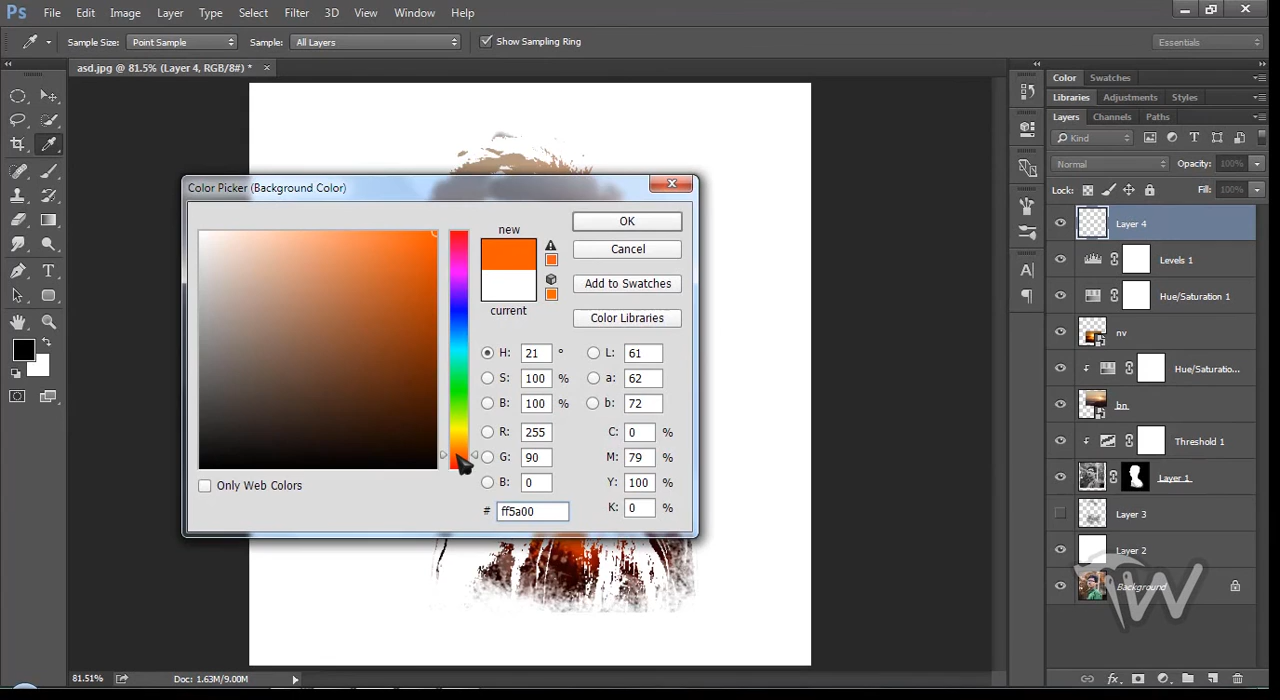 Ps File Edit Image Layer Type Select Filter 3D View Window Help
Sample Size: Point Sample Sample: All Layers Show Sampling Ring Essentials
asd.jpg @ 81.5% (Layer 4, RGB/8#) * ×
Color Swatches
Libraries Adjustments Styles
Layers Channels Paths
Kind T
Normal Opacity: 100%
Lock: Fill: 100%
Layer 4
Levels 1
Hue/Saturation 1
nv
Hue/Saturatio...
bn
Threshold 1
Layer 1
Layer 3
Layer 2
Background
Color Picker (Background Color)
new
current
OK
Cancel
Add to Swatches
Color Libraries
H: 21 ° L: 61
S: 100 % a: 62
B: 100 % b: 72
R: 255 C: 0 %
G: 90 M: 79 %
B: 0 Y: 100 %
# ff5a00 K: 0 %
Only Web Colors
T
A
W
81.51% Doc: 1.63M/9.00M
fx